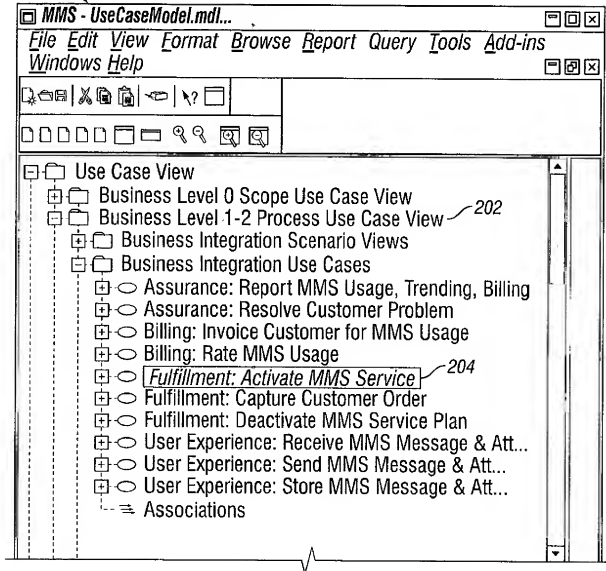 MMS - UseCaseModel.mdl...
File Edit View Format Browse Report Query Tools Add-ins
Windows Help
Use Case View
Business Level 0 Scope Use Case View
Business Level 1-2 Process Use Case View 202
Business Integration Scenario Views
Business Integration Use Cases
Assurance: Report MMS Usage, Trending, Billing
Assurance: Resolve Customer Problem
Billing: Invoice Customer for MMS Usage
Billing: Rate MMS Usage
Fulfillment: Activate MMS Service 204
Fulfillment: Capture Customer Order
Fulfillment: Deactivate MMS Service Plan
User Experience: Receive MMS Message & Att...
User Experience: Send MMS Message & Att...
User Experience: Store MMS Message & Att...
Associations